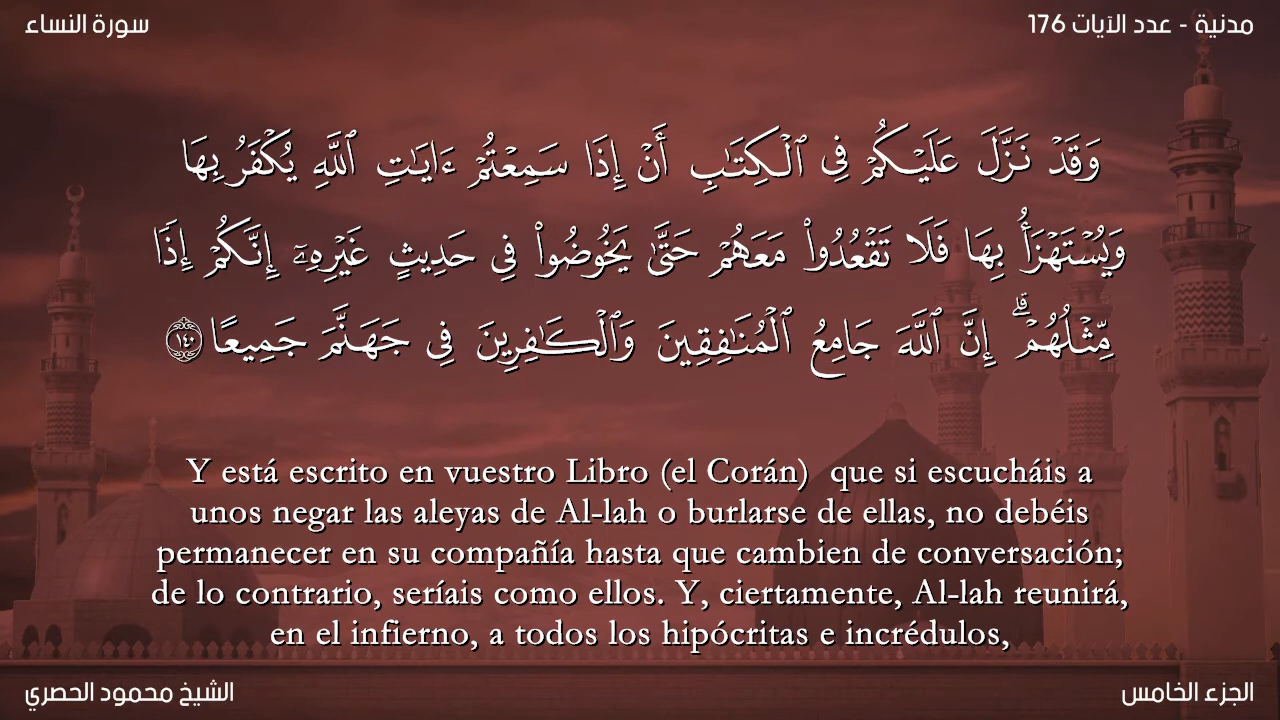 مدنية - عدد الآيات 176
سورة النساء
وَقَدْ نَزَّلَ عَلَيْكُمْ فِى ٱلْكِتَـٰبِ أَنْ إِذَا سَمِعْتُمْ ءَايَـٰتِ ٱللَّهِ يُكْفَرُ بِهَا
وَيُسْتَهْزَأُ بِهَا فَلَا تَقْعُدُوا۟ مَعَهُمْ حَتَّىٰ يَخُوضُوا۟ فِى حَدِيثٍ غَيْرِهِۦٓ إِنَّكُمْ إِذًا
مِّثْلُهُمْ ۗ إِنَّ ٱللَّهَ جَامِعُ ٱلْمُنَـٰفِقِينَ وَٱلْكَـٰفِرِينَ فِى جَهَنَّمَ جَمِيعًا ١٤٠
Y está escrito en vuestro Libro (el Corán)  que si escucháis a
unos negar las aleyas de Al-lah o burlarse de ellas, no debéis
permanecer en su compañía hasta que cambien de conversación;
de lo contrario, seríais como ellos. Y, ciertamente, Al-lah reunirá,
en el infierno, a todos los hipócritas e incrédulos,
الجزء الخامس
الشيخ محمود الحصري